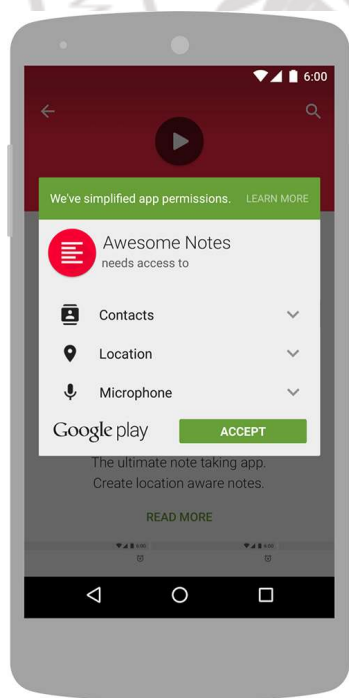 6:00
We've simplified app permissions. LEARN MORE
Awesome Notes
needs access to
Contacts
Location
Microphone
Google play ACCEPT
The ultimate note taking app.
Create location aware notes.
READ MORE